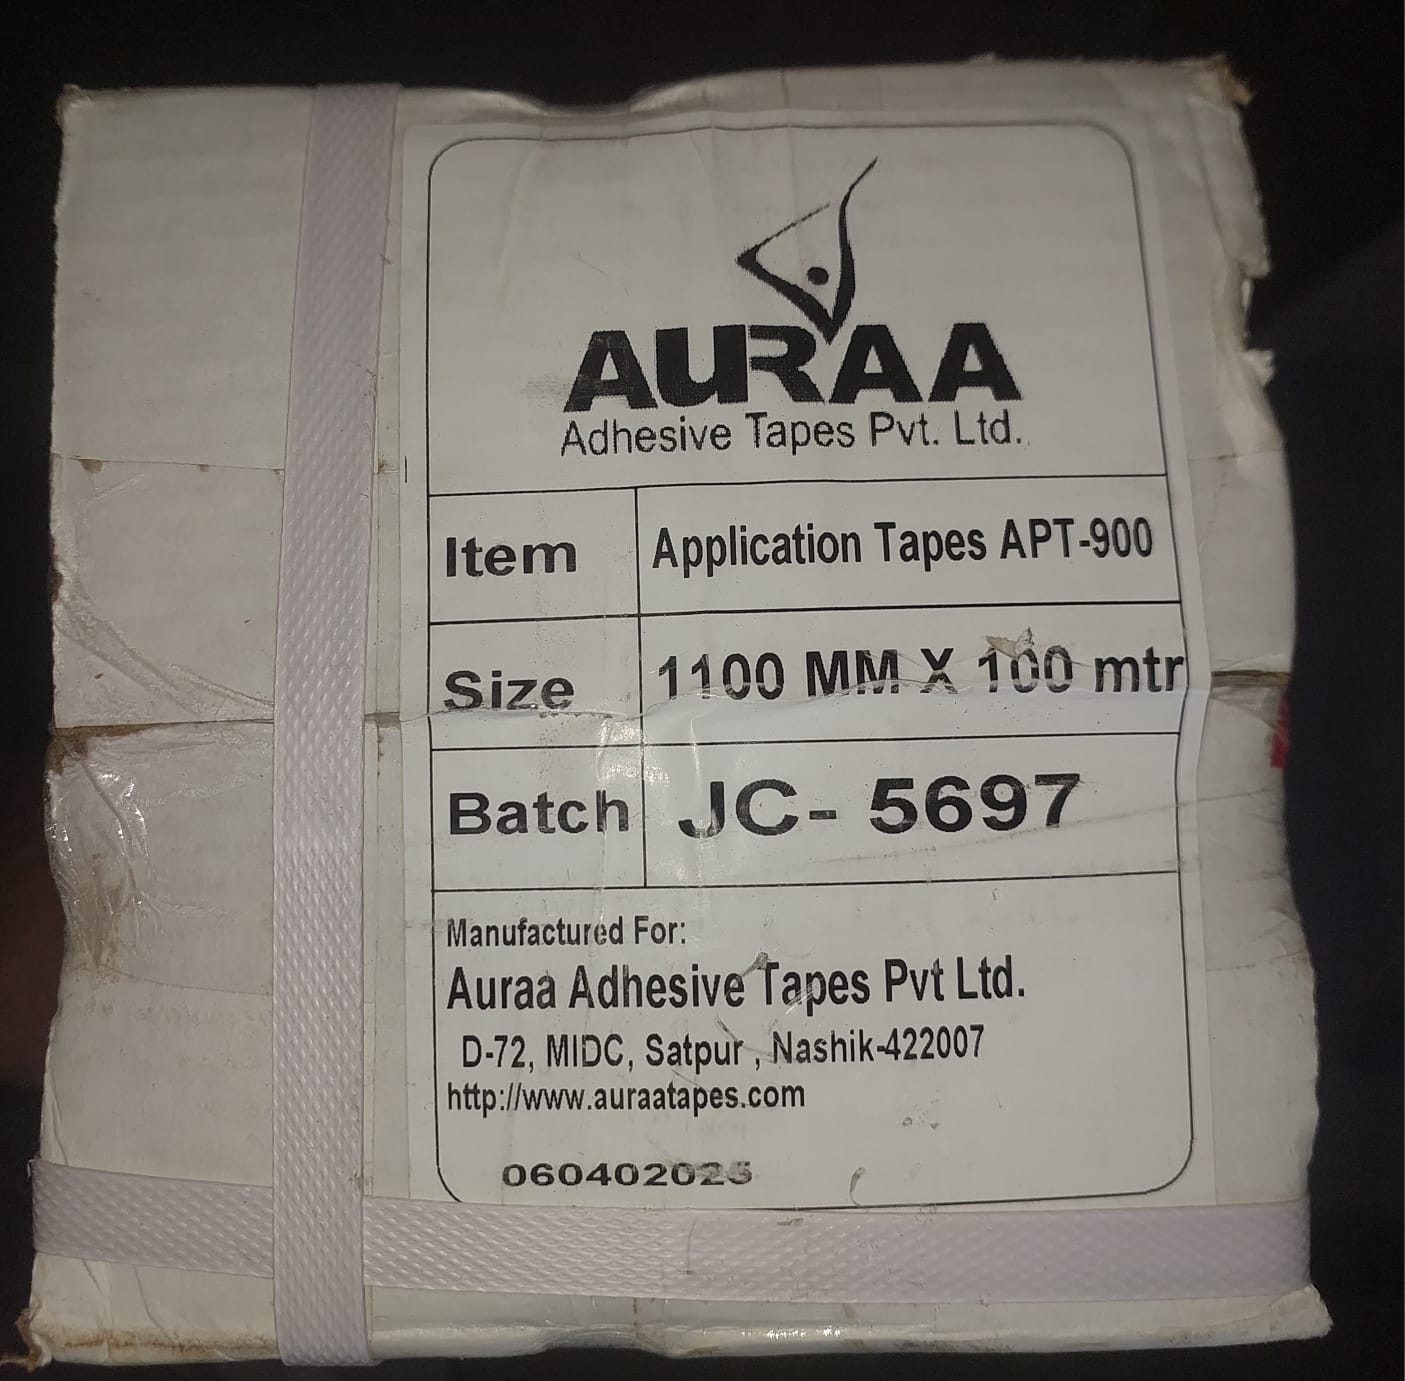 AURAA
Adhesive Tapes Pvt. Ltd.
Item Application Tapes APT-900
Size 1100 MM X 100 mtr
Batch JC- 5697
Manufactured For:
Auraa Adhesive Tapes Pvt Ltd.
D-72, MIDC, Satpur , Nashik-422007
http://www.auraatapes.com